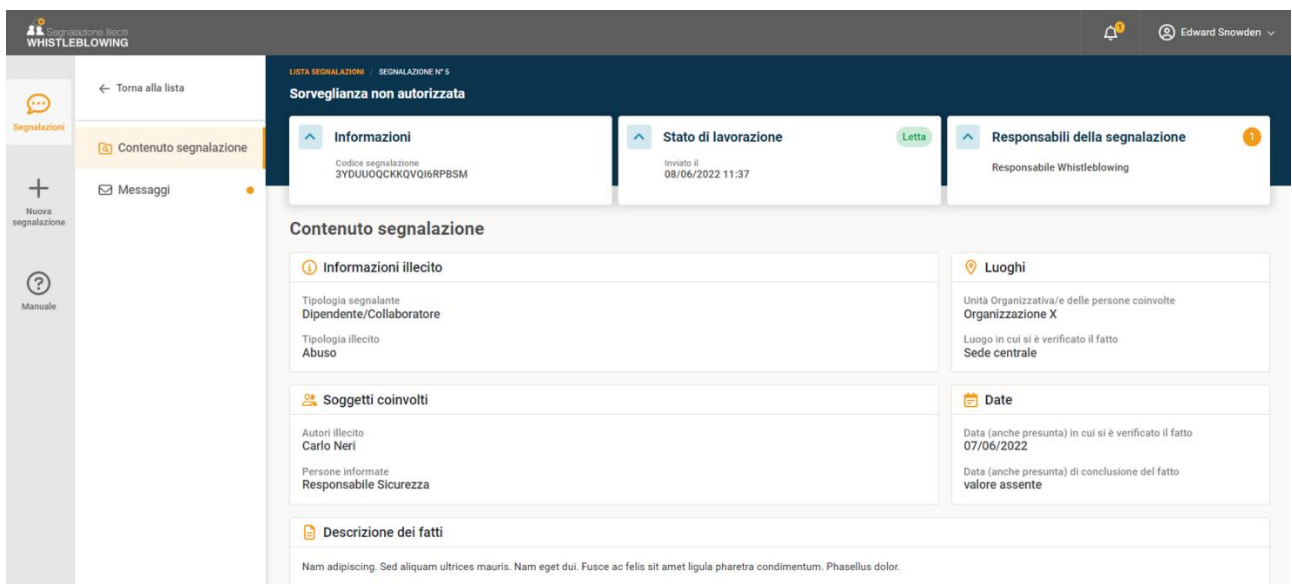 Segnalazione Illeciti
WHISTLEBLOWING
1
Edward Snowden
Segnalazioni
Nuova
segnalazione
Manuale
Torna alla lista
Contenuto segnalazione
Messaggi
LISTA SEGNALAZIONI / SEGNALAZIONE N° 5
Sorveglianza non autorizzata
Informazioni
Codice segnalazione
3YDUUOQCKKQVQI6RPBSM
Stato di lavorazione
Letta
Inviato il
08/06/2022 11:37
Responsabili della segnalazione
1
Responsabile Whistleblowing
Contenuto segnalazione
Informazioni illecito
Tipologia segnalante
Dipendente/Collaboratore
Tipologia illecito
Abuso
Luoghi
Unità Organizzativa/e delle persone coinvolte
Organizzazione X
Luogo in cui si è verificato il fatto
Sede centrale
Soggetti coinvolti
Autori illecito
Carlo Neri
Persone informate
Responsabile Sicurezza
Date
Data (anche presunta) in cui si è verificato il fatto
07/06/2022
Data (anche presunta) di conclusione del fatto
valore assente
Descrizione dei fatti
Nam adipiscing. Sed aliquam ultrices mauris. Nam eget dui. Fusce ac felis sit amet ligula pharetra condimentum. Phasellus dolor.